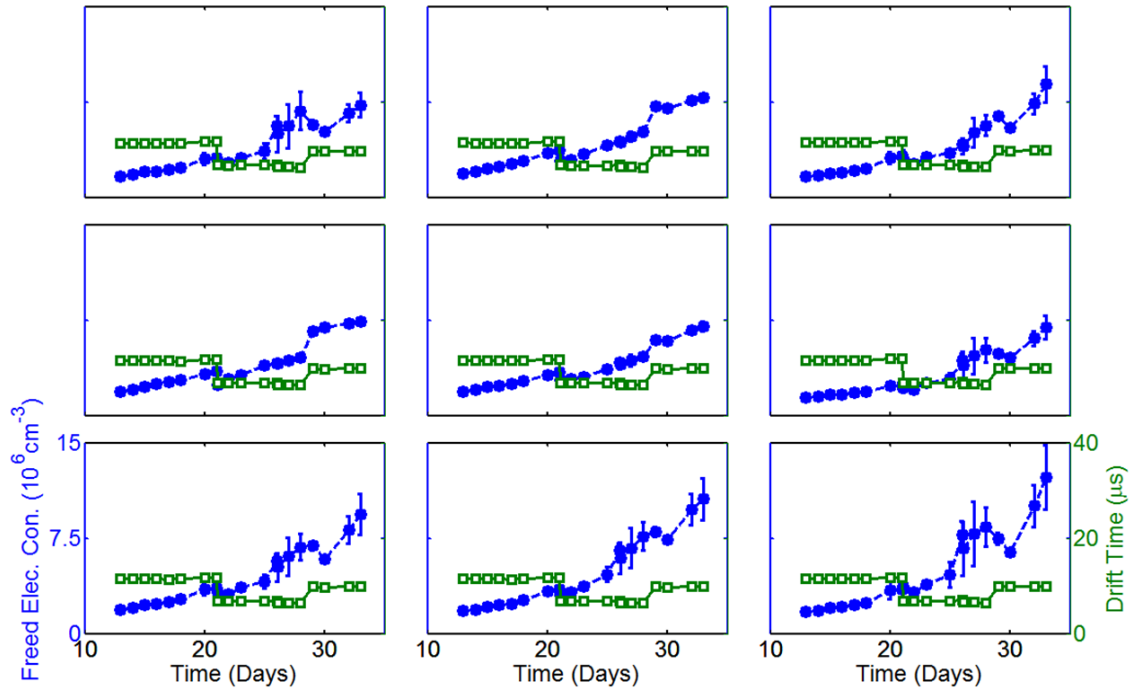 15
7.5
0
Freed Elec. Con. (10⁶cm⁻³)
40
20
0
Drift Time (µs)
10 20 30
10 20 30
10 20 30
Time (Days)
Time (Days)
Time (Days)